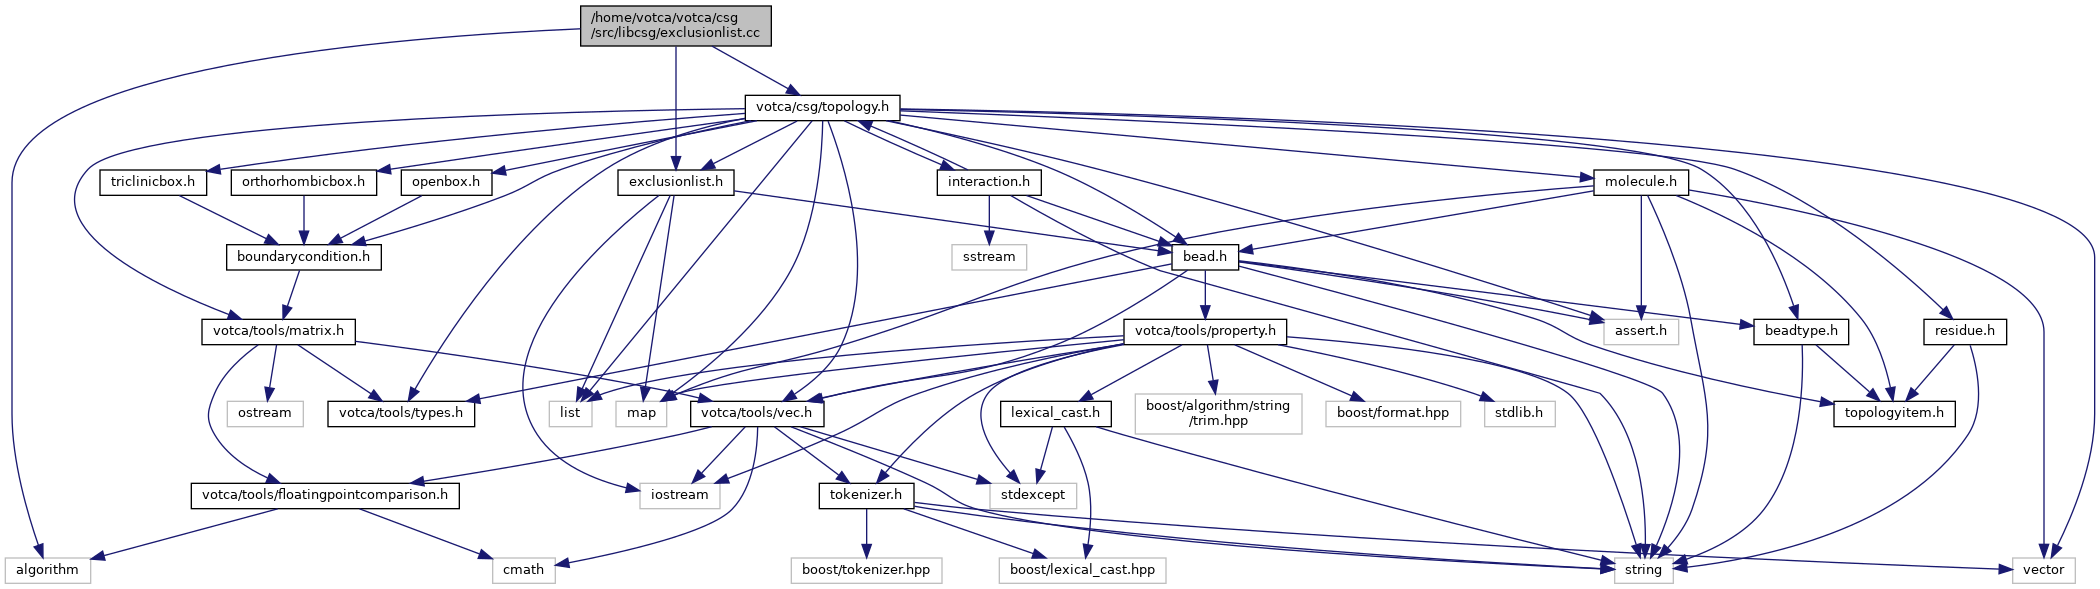 /home/votca/votca/csg
/src/libcsg/exclusionlist.cc
votca/csg/topology.h
triclinicbox.h
orthorhombicbox.h
openbox.h
exclusionlist.h
interaction.h
molecule.h
boundarycondition.h
sstream
bead.h
votca/tools/matrix.h
votca/tools/property.h
assert.h
beadtype.h
residue.h
ostream
votca/tools/types.h
list
map
votca/tools/vec.h
lexical_cast.h
boost/algorithm/string
/trim.hpp
boost/format.hpp
stdlib.h
topologyitem.h
votca/tools/floatingpointcomparison.h
iostream
tokenizer.h
stdexcept
algorithm
cmath
boost/tokenizer.hpp
boost/lexical_cast.hpp
string
vector